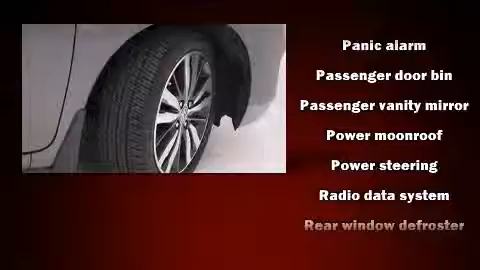 Panic alarm
Passenger door bin
Passenger vanity mirror
Power moonroof
Power steering
Radio data system
Rear window defroster